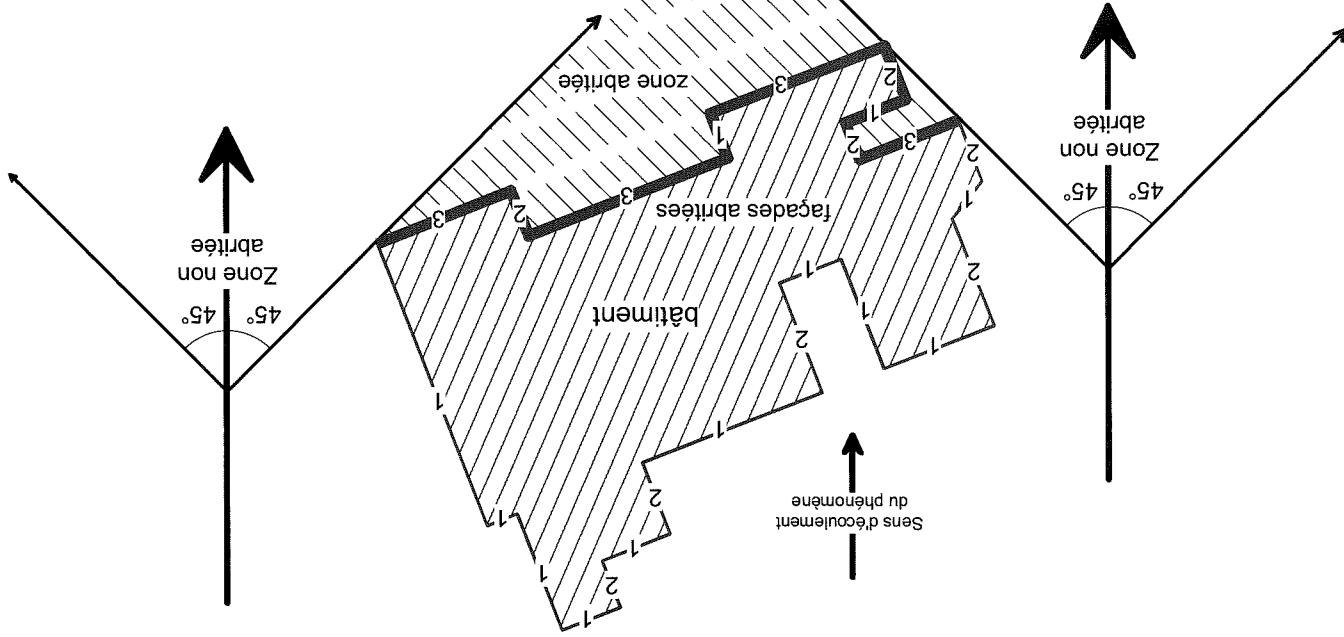 1
2
1
1
Sens d'écoulement
du phénomène
1
2
1
1
2
1
bâtiment
45° 45°
1
Zone non
abritée
1
2
3
façades abritées
2
1
45° 45°
3
2
Zone non
abritée
3
2
1
1
3
zone abritée
2